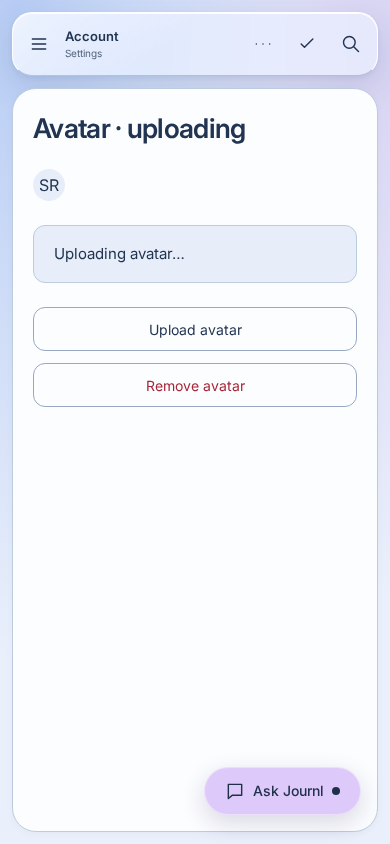 Account
Settings
Avatar · uploading
SR
Uploading avatar...
Upload avatar
Remove avatar
Ask Journl